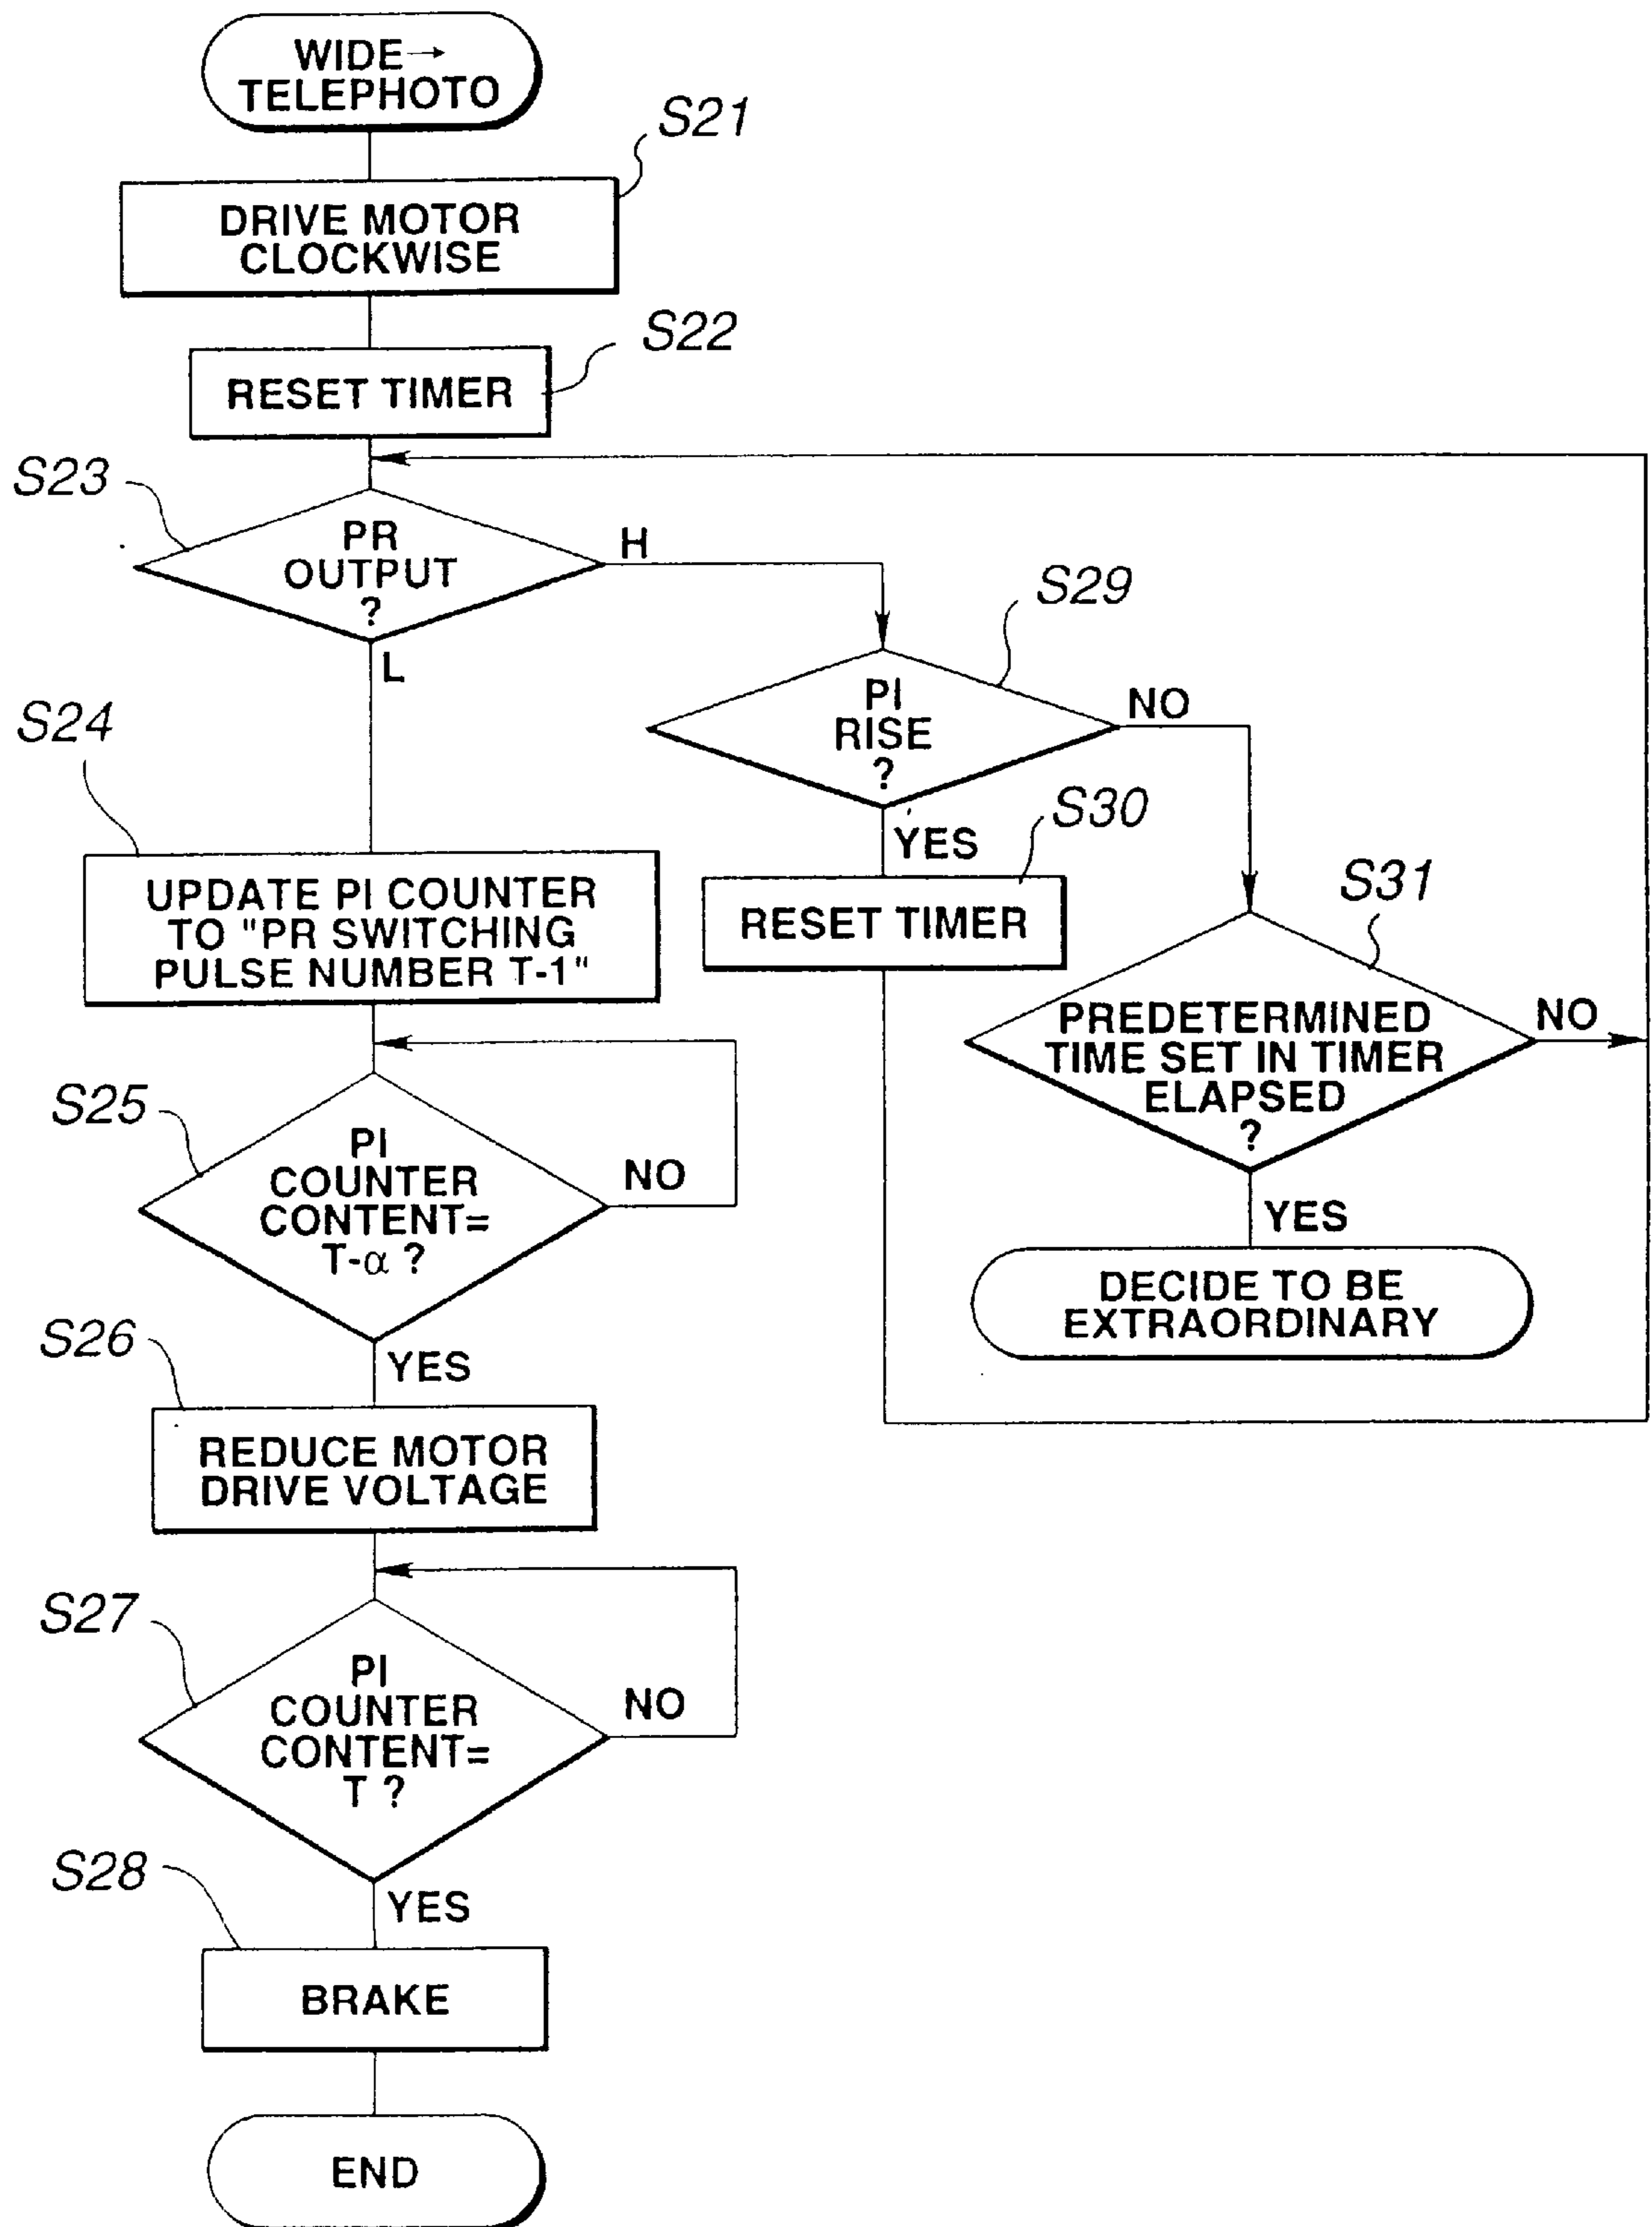 WIDE→
TELEPHOTO
S21
DRIVE MOTOR
CLOCKWISE
S22
RESET TIMER
S23
PR
OUTPUT
?
H
L
S29
PI
RISE
?
NO
YES
S24
UPDATE PI COUNTER
TO "PR SWITCHING
PULSE NUMBER T-1"
S30
RESET TIMER
S31
PREDETERMINED
TIME SET IN TIMER
ELAPSED
?
NO
YES
DECIDE TO BE
EXTRAORDINARY
S25
PI
COUNTER
CONTENT=
T-α ?
NO
YES
S26
REDUCE MOTOR
DRIVE VOLTAGE
S27
PI
COUNTER
CONTENT=
T ?
NO
YES
S28
BRAKE
END